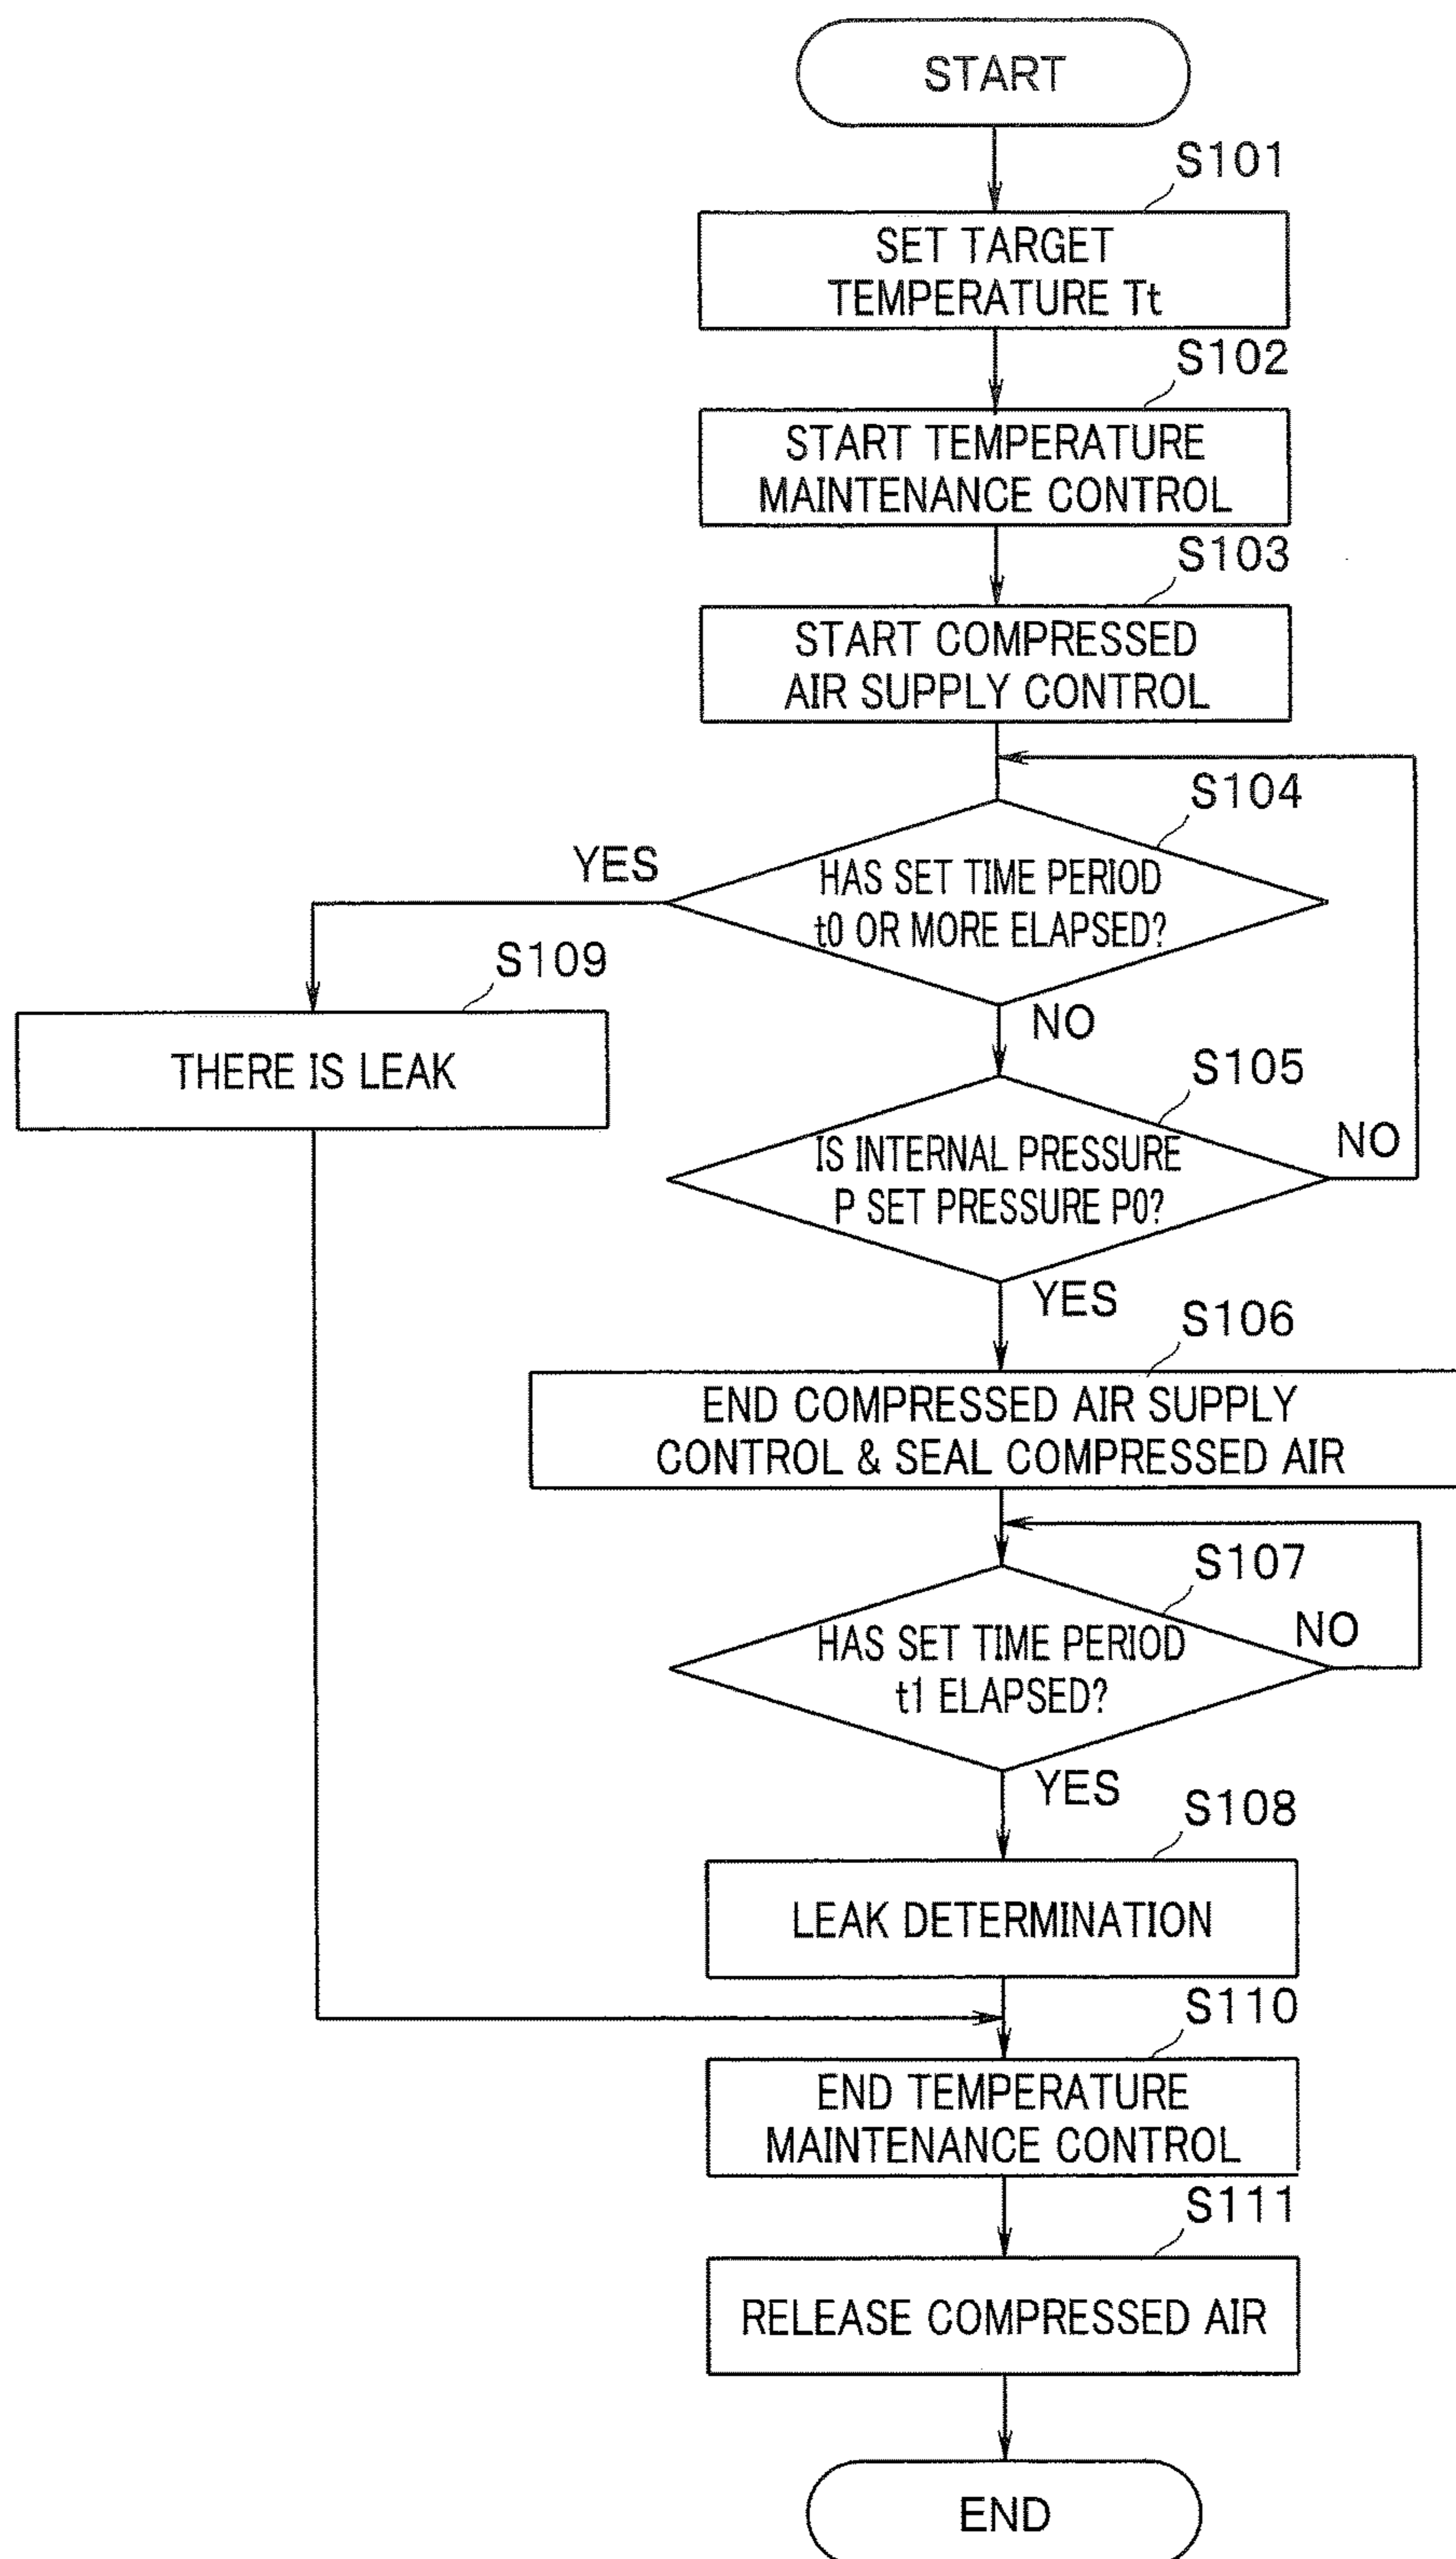 START
S101
SET TARGET
TEMPERATURE Tt
S102
START TEMPERATURE
MAINTENANCE CONTROL
S103
START COMPRESSED
AIR SUPPLY CONTROL
S104
YES
HAS SET TIME PERIOD
t0 OR MORE ELAPSED?
S109
THERE IS LEAK
NO
S105
IS INTERNAL PRESSURE
P SET PRESSURE P0?
NO
YES
S106
END COMPRESSED AIR SUPPLY
CONTROL & SEAL COMPRESSED AIR
S107
HAS SET TIME PERIOD
t1 ELAPSED?
NO
YES
S108
LEAK DETERMINATION
S110
END TEMPERATURE
MAINTENANCE CONTROL
S111
RELEASE COMPRESSED AIR
END